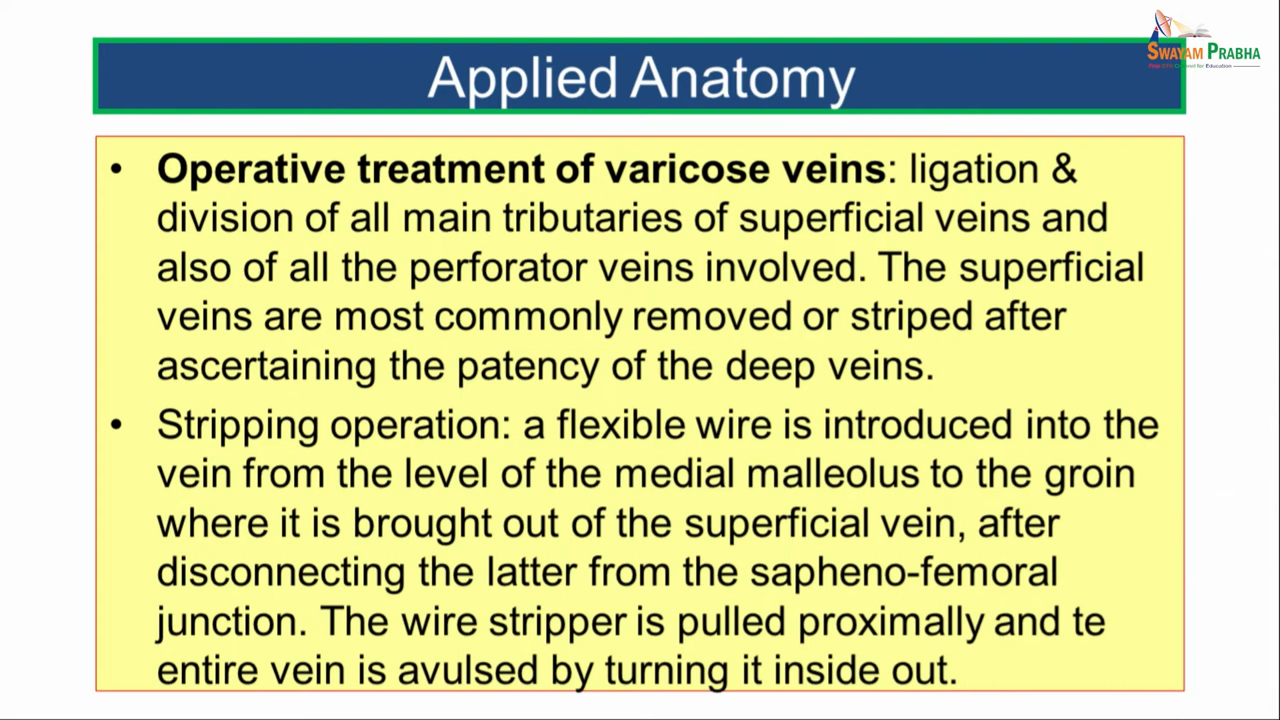 SWAYAM PRABHA
Applied Anatomy
• Operative treatment of varicose veins: ligation &
division of all main tributaries of superficial veins and
also of all the perforator veins involved. The superficial
veins are most commonly removed or striped after
ascertaining the patency of the deep veins.
• Stripping operation: a flexible wire is introduced into the
vein from the level of the medial malleolus to the groin
where it is brought out of the superficial vein, after
disconnecting the latter from the sapheno-femoral
junction. The wire stripper is pulled proximally and te
entire vein is avulsed by turning it inside out.